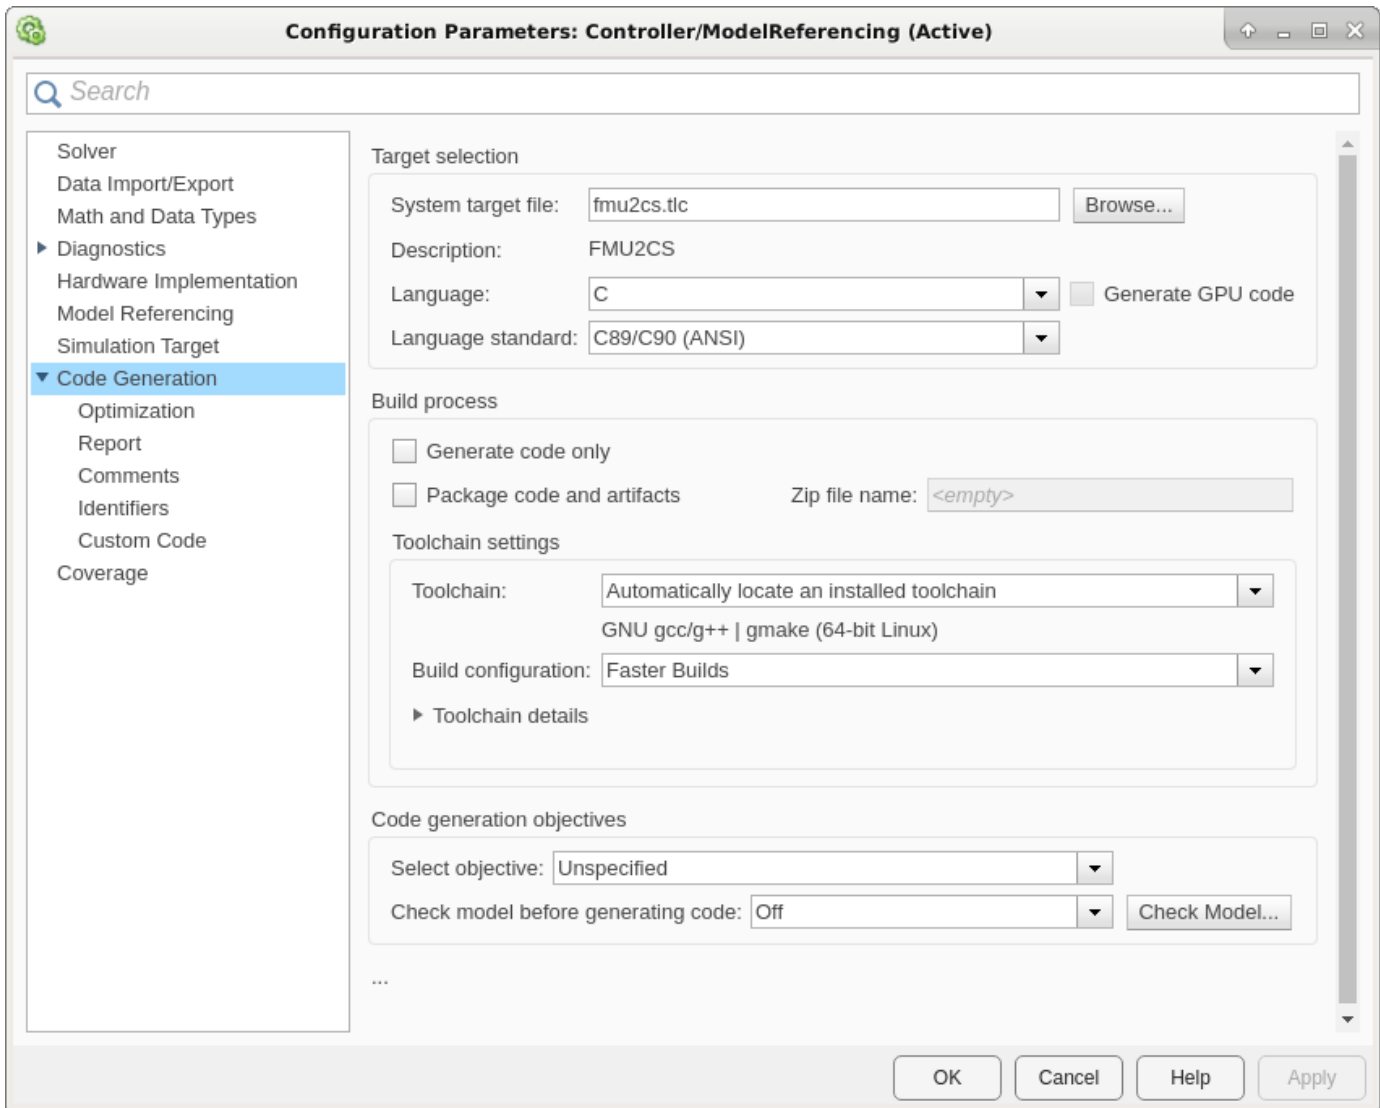 Configuration Parameters: Controller/ModelReferencing (Active)
Search
Solver
Data Import/Export
Math and Data Types
Diagnostics
Hardware Implementation
Model Referencing
Simulation Target
Code Generation
Optimization
Report
Comments
Identifiers
Custom Code
Coverage
Target selection
System target file: fmu2cs.tlc Browse...
Description: FMU2CS
Language: C Generate GPU code
Language standard: C89/C90 (ANSI)
Build process
Generate code only
Package code and artifacts Zip file name: <empty>
Toolchain settings
Toolchain: Automatically locate an installed toolchain
GNU gcc/g++ | gmake (64-bit Linux)
Build configuration: Faster Builds
Toolchain details
Code generation objectives
Select objective: Unspecified
Check model before generating code: Off Check Model...
...
OK Cancel Help Apply